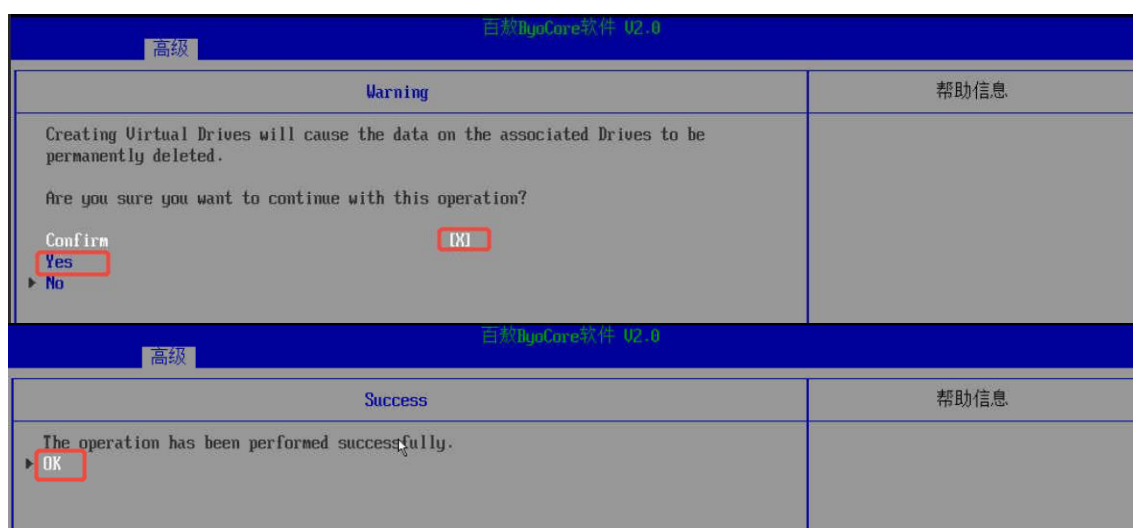 百敖ByoCore软件 V2.0
高级
Warning
帮助信息
Creating Virtual Drives will cause the data on the associated Drives to be
permanently deleted.
Are you sure you want to continue with this operation?
Confirm [X]
Yes
No
百敖ByoCore软件 V2.0
高级
Success
帮助信息
The operation has been performed successfully.
OK